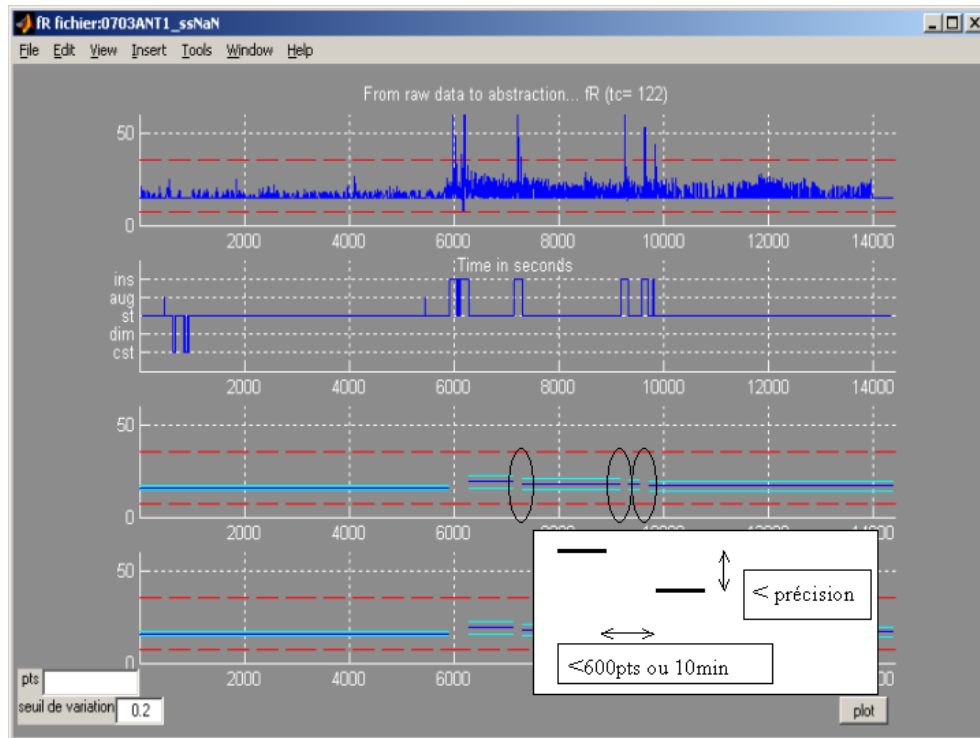 fR fichier:0703ANT1_ssNaN
File Edit View Insert Tools Window Help
From raw data to abstraction... fR (tc= 122)
50
0
2000 4000 6000 8000 10000 12000 14000
Time in seconds
ins
aug
st
dim
cst
2000 4000 6000 8000 10000 12000 14000
50
0
2000 4000 6000 8000 10000 12000 14000
50
< précision
<600pts ou 10min
0
2000 4000 6000
pts
seuil de variation 0.2
plot